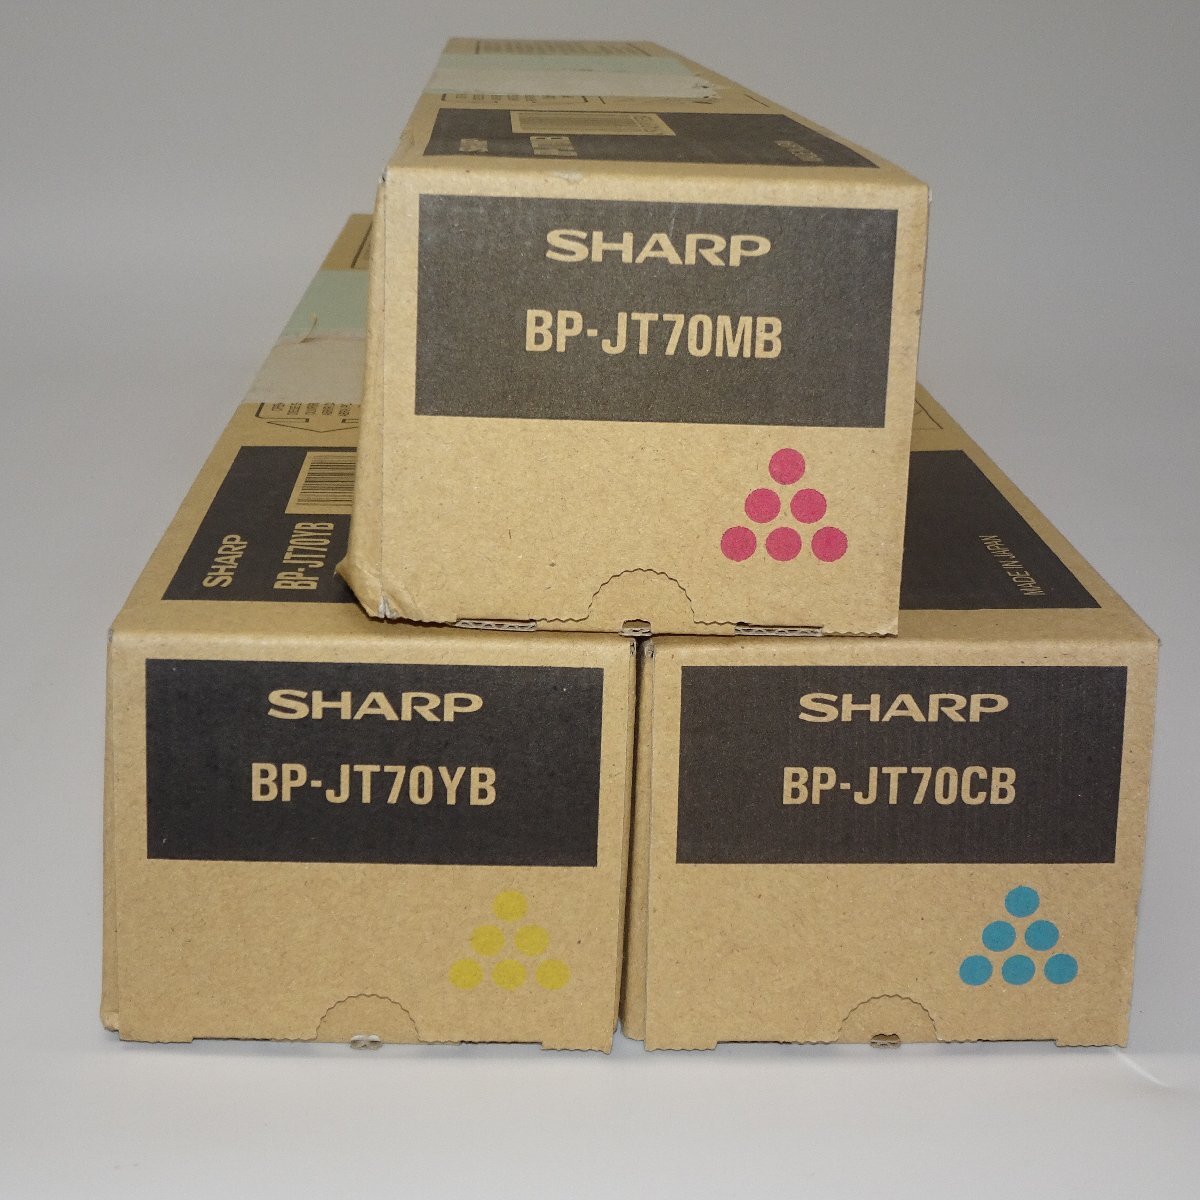 SHARP
BP-JT70MB
SHARP
BP-JT70YB
MADE IN JAPAN
SHARP
BP-JT70YB
SHARP
BP-JT70CB